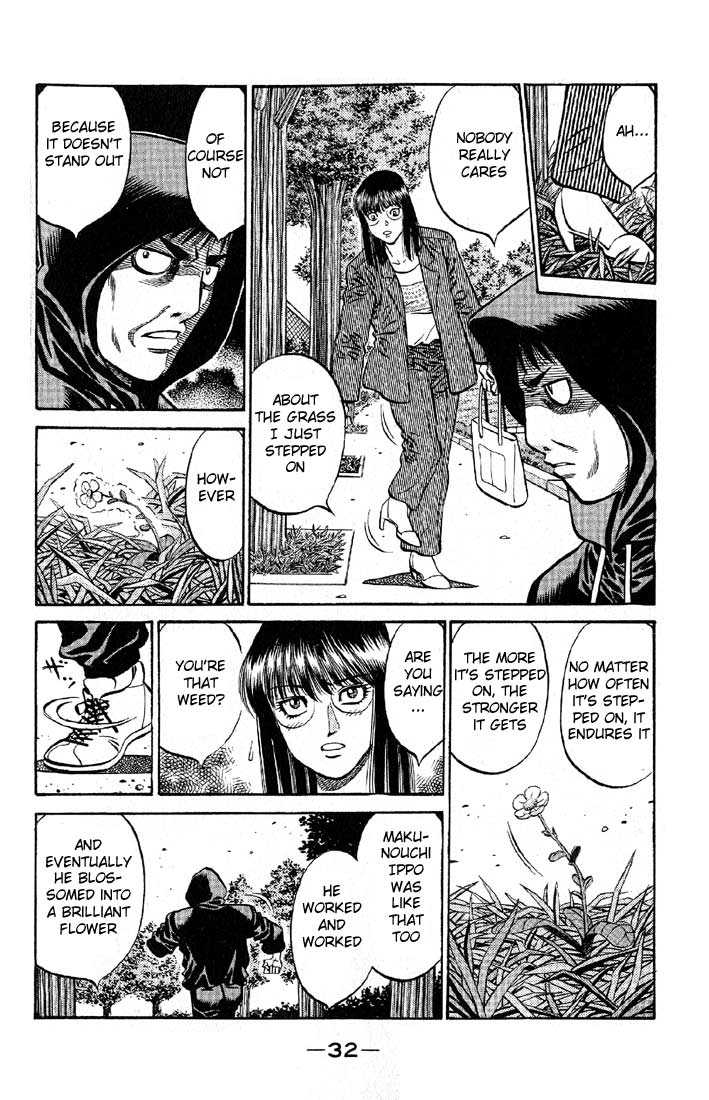 AH...
NOBODY
REALLY
CARES
ABOUT
THE GRASS
I JUST
STEPPED
ON
OF
COURSE
NOT
BECAUSE
IT DOESN'T
STAND OUT
HOW-
EVER
NO MATTER
HOW OFTEN
IT'S STEP-
PED ON, IT
ENDURES IT
THE MORE
IT'S STEPPED
ON, THE
STRONGER
IT GETS
ARE
YOU
SAYING
...
YOU'RE
THAT
WEED?
MAKU-
NOUCHI
IPPO
WAS
LIKE
THAT
TOO
HE
WORKED
AND
WORKED
AND
EVENTUALLY
HE BLOS-
SOMED INTO
A BRILLIANT
FLOWER
—32—